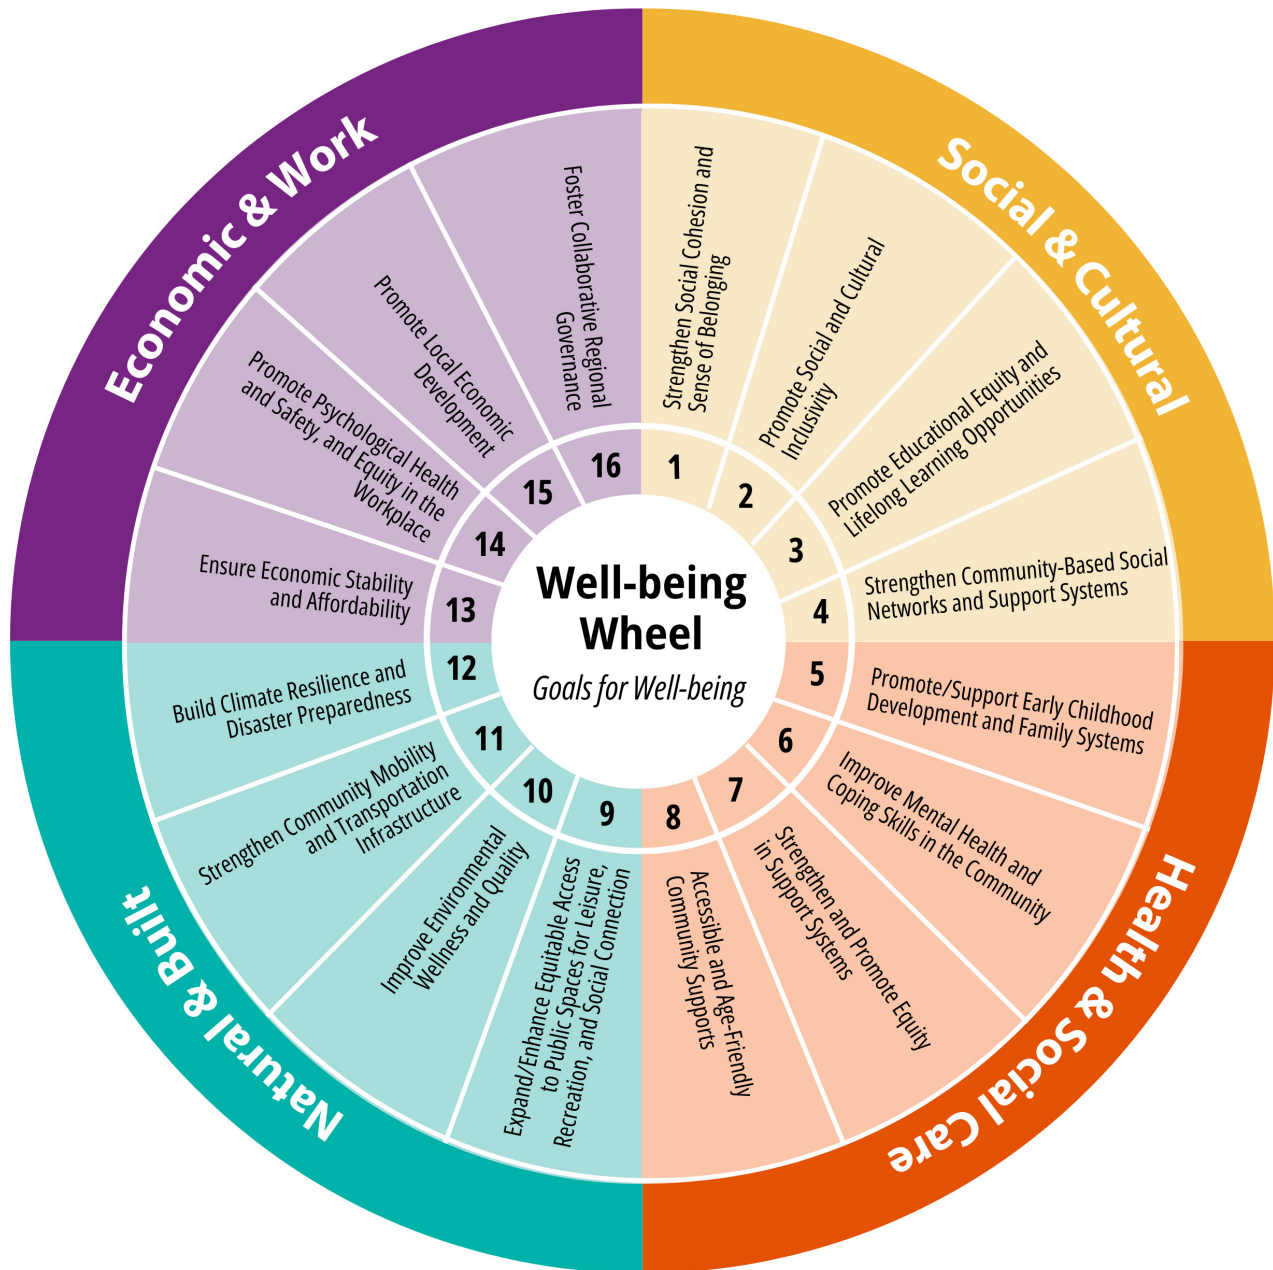 Well-being
Wheel
Goals for Well-being
Social & Cultural
1
Strengthen Social Cohesion and
Sense of Belonging
2
Promote Social and Cultural
Inclusivity
3
Promote Educational Equity and
Lifelong Learning Opportunities
4
Strengthen Community-Based Social
Networks and Support Systems
Health & Social Care
5
Promote/Support Early Childhood
Development and Family Systems
6
Improve Mental Health and
Coping Skills in the Community
7
Strengthen and Promote Equity
in Support Systems
8
Accessible and Age-Friendly
Community Supports
Natural & Built
9
Expand/Enhance Equitable Access
to Public Spaces for Leisure,
Recreation, and Social Connection
10
Improve Environmental
Wellness and Quality
11
Strengthen Community Mobility
and Transportation
Infrastructure
12
Build Climate Resilience and
Disaster Preparedness
Economic & Work
13
Ensure Economic Stability
and Affordability
14
Promote Psychological Health
and Safety, and Equity in the
Workplace
15
Promote Local Economic
Development
16
Foster Collaborative Regional
Governance